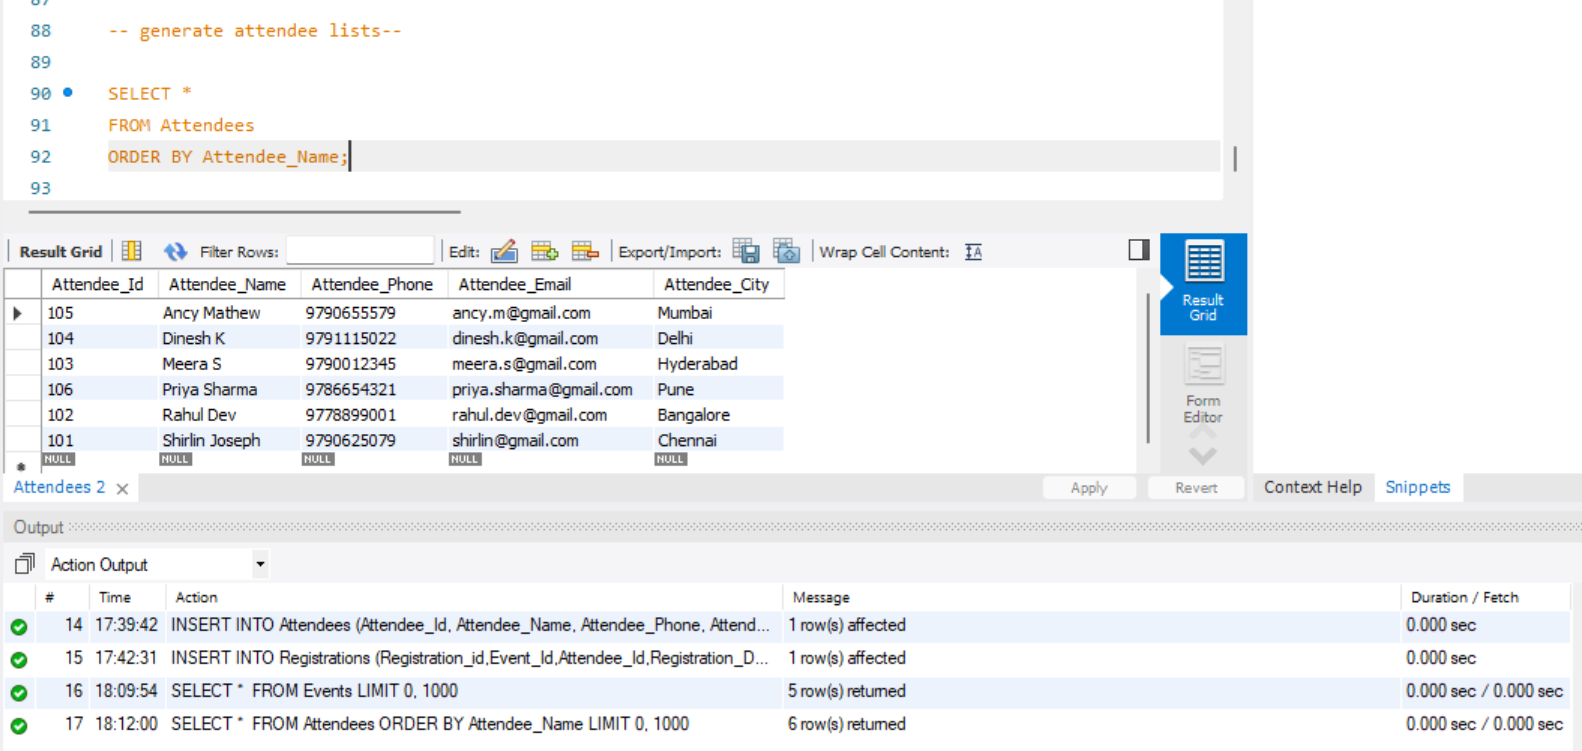 87
88 -- generate attendee lists--
89
90 SELECT *
91 FROM Attendees
92 ORDER BY Attendee_Name;
93
Result Grid Filter Rows: Edit: Export/Import: Wrap Cell Content:
Attendee_Id Attendee_Name Attendee_Phone Attendee_Email Attendee_City
105 Ancy Mathew 9790655579 ancy.m@gmail.com Mumbai
104 Dinesh K 9791115022 dinesh.k@gmail.com Delhi
103 Meera S 9790012345 meera.s@gmail.com Hyderabad
106 Priya Sharma 9786654321 priya.sharma@gmail.com Pune
102 Rahul Dev 9778899001 rahul.dev@gmail.com Bangalore
101 Shirlin Joseph 9790625079 shirlin@gmail.com Chennai
NULL NULL NULL NULL NULL
Result
Grid
Form
Editor
Attendees 2 Apply Revert Context Help Snippets
Output
Action Output
# Time Action Message Duration / Fetch
14 17:39:42 INSERT INTO Attendees (Attendee_Id, Attendee_Name, Attendee_Phone, Attend... 1 row(s) affected 0.000 sec
15 17:42:31 INSERT INTO Registrations (Registration_id,Event_Id,Attendee_Id,Registration_D... 1 row(s) affected 0.000 sec
16 18:09:54 SELECT * FROM Events LIMIT 0, 1000 5 row(s) returned 0.000 sec / 0.000 sec
17 18:12:00 SELECT * FROM Attendees ORDER BY Attendee_Name LIMIT 0, 1000 6 row(s) returned 0.000 sec / 0.000 sec